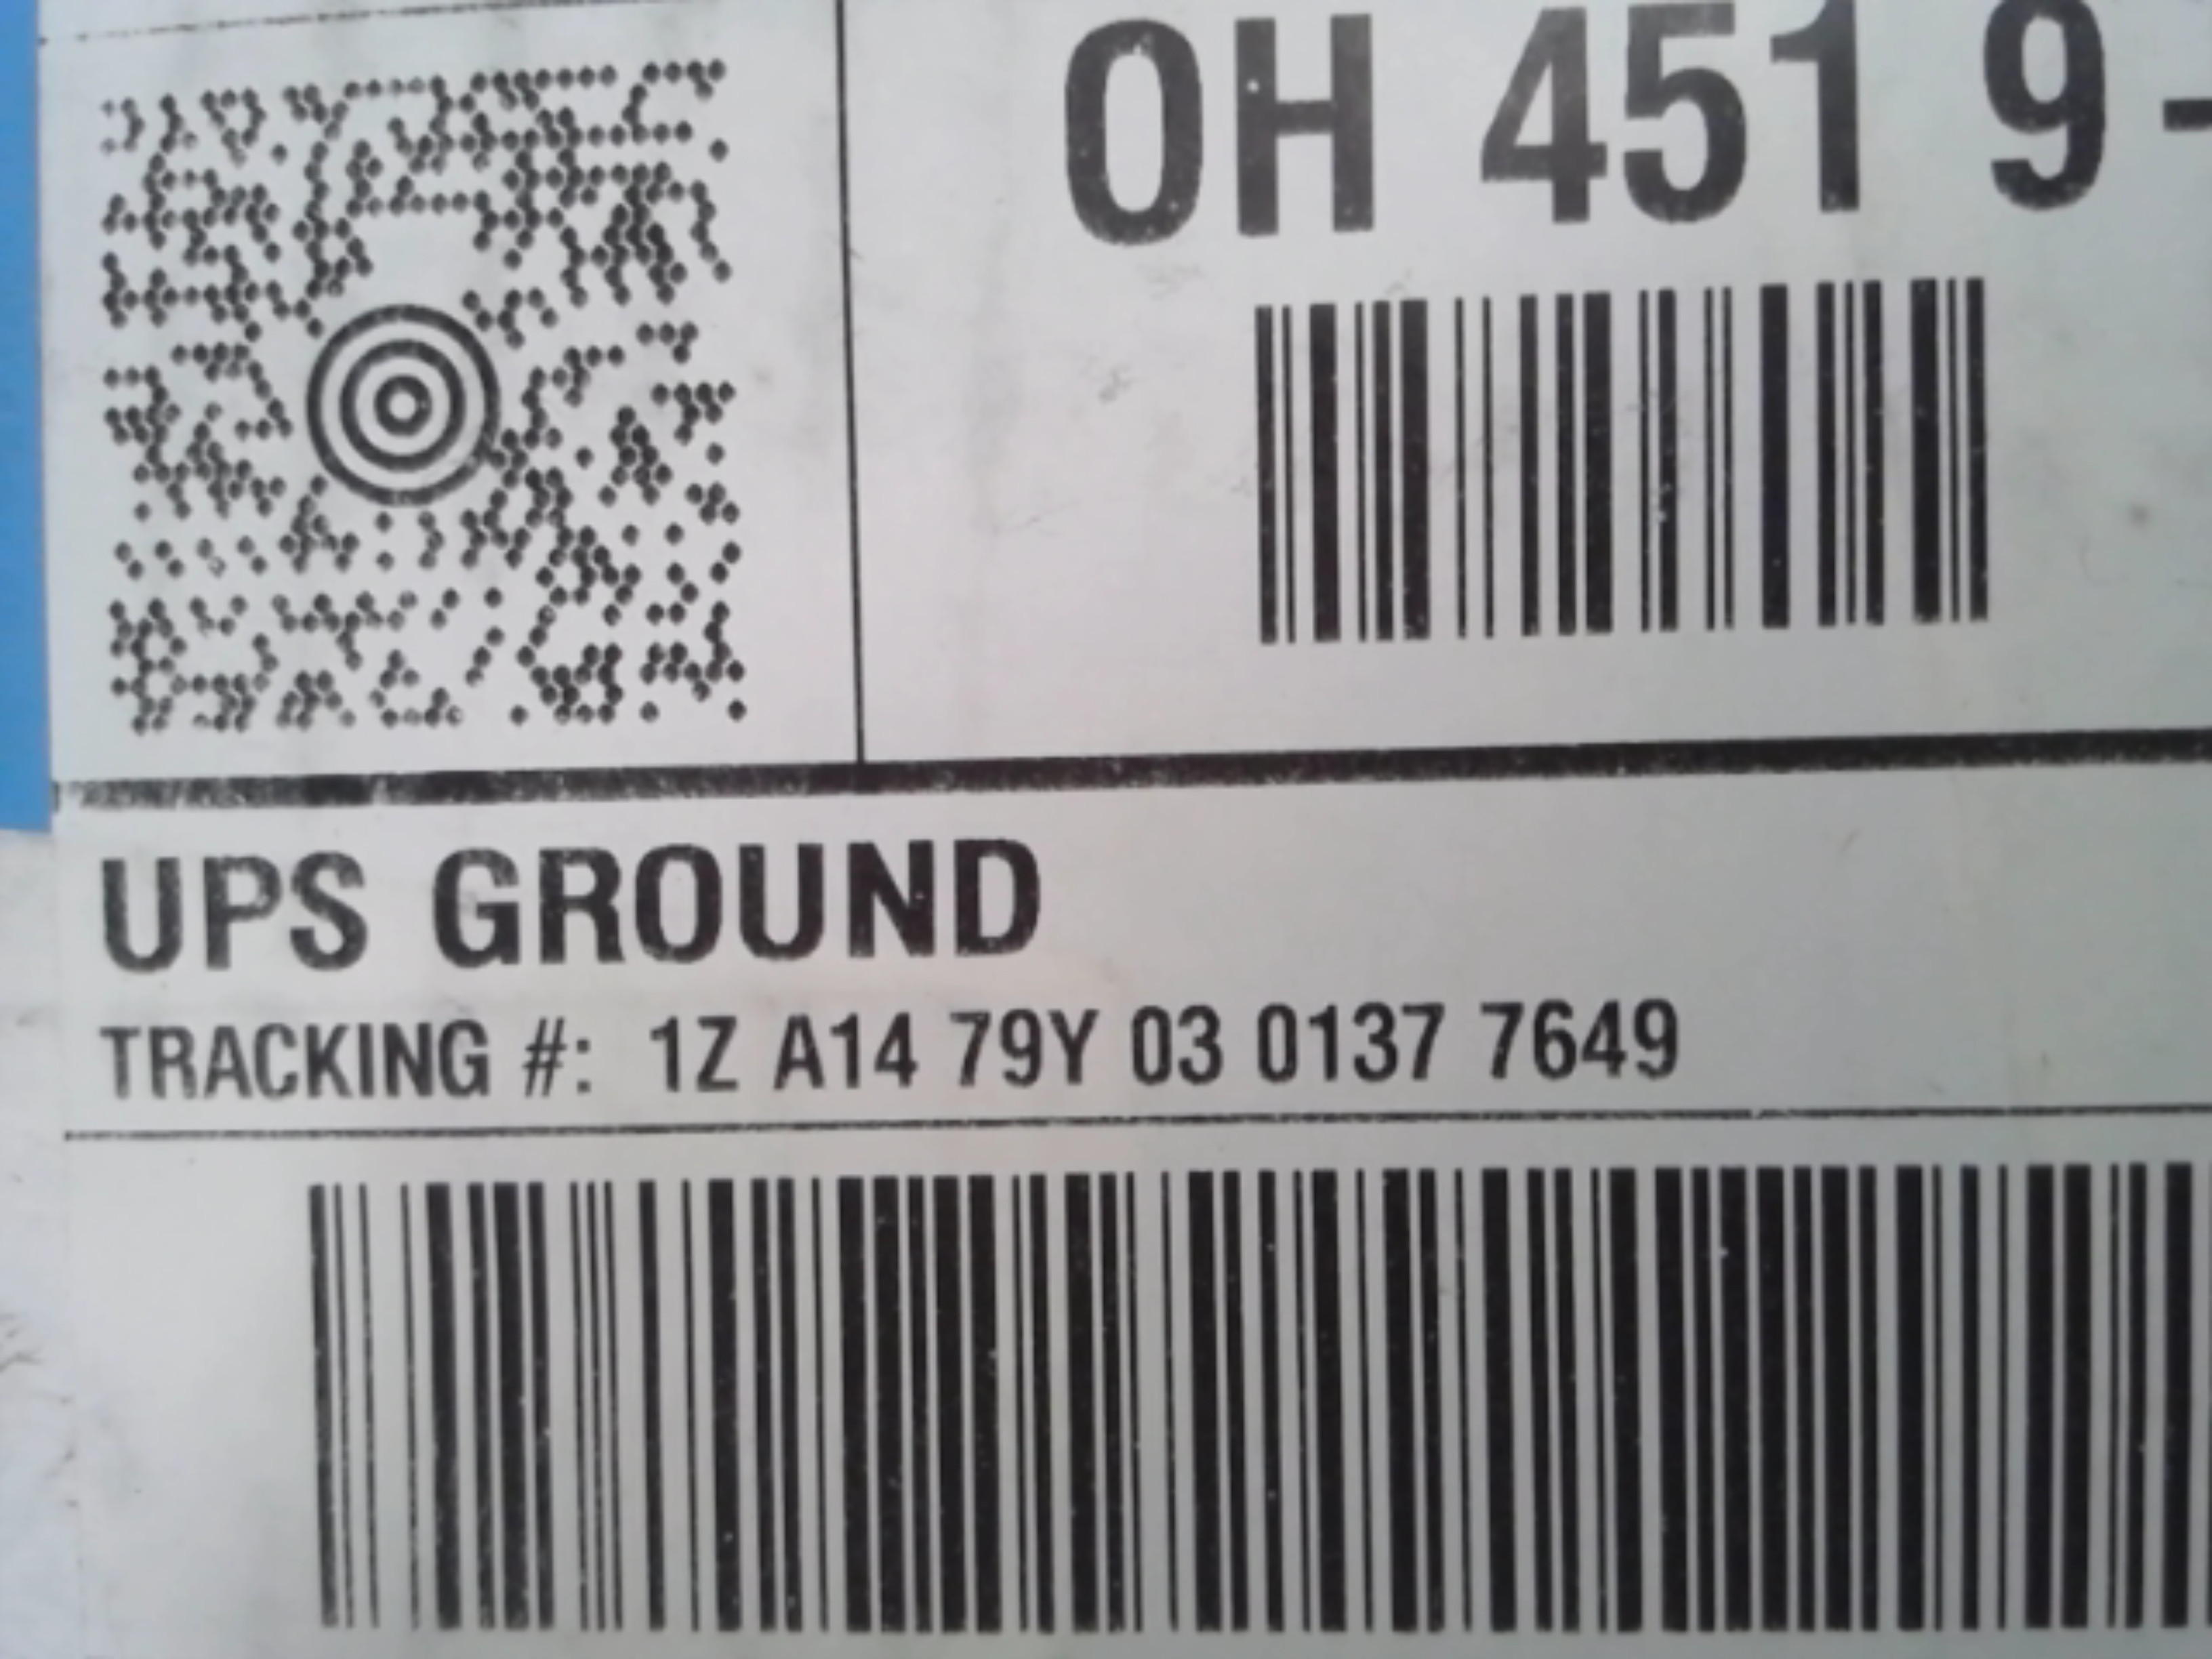 OH 451 9-
UPS GROUND
TRACKING #: 1Z A14 79Y 03 0137 7649